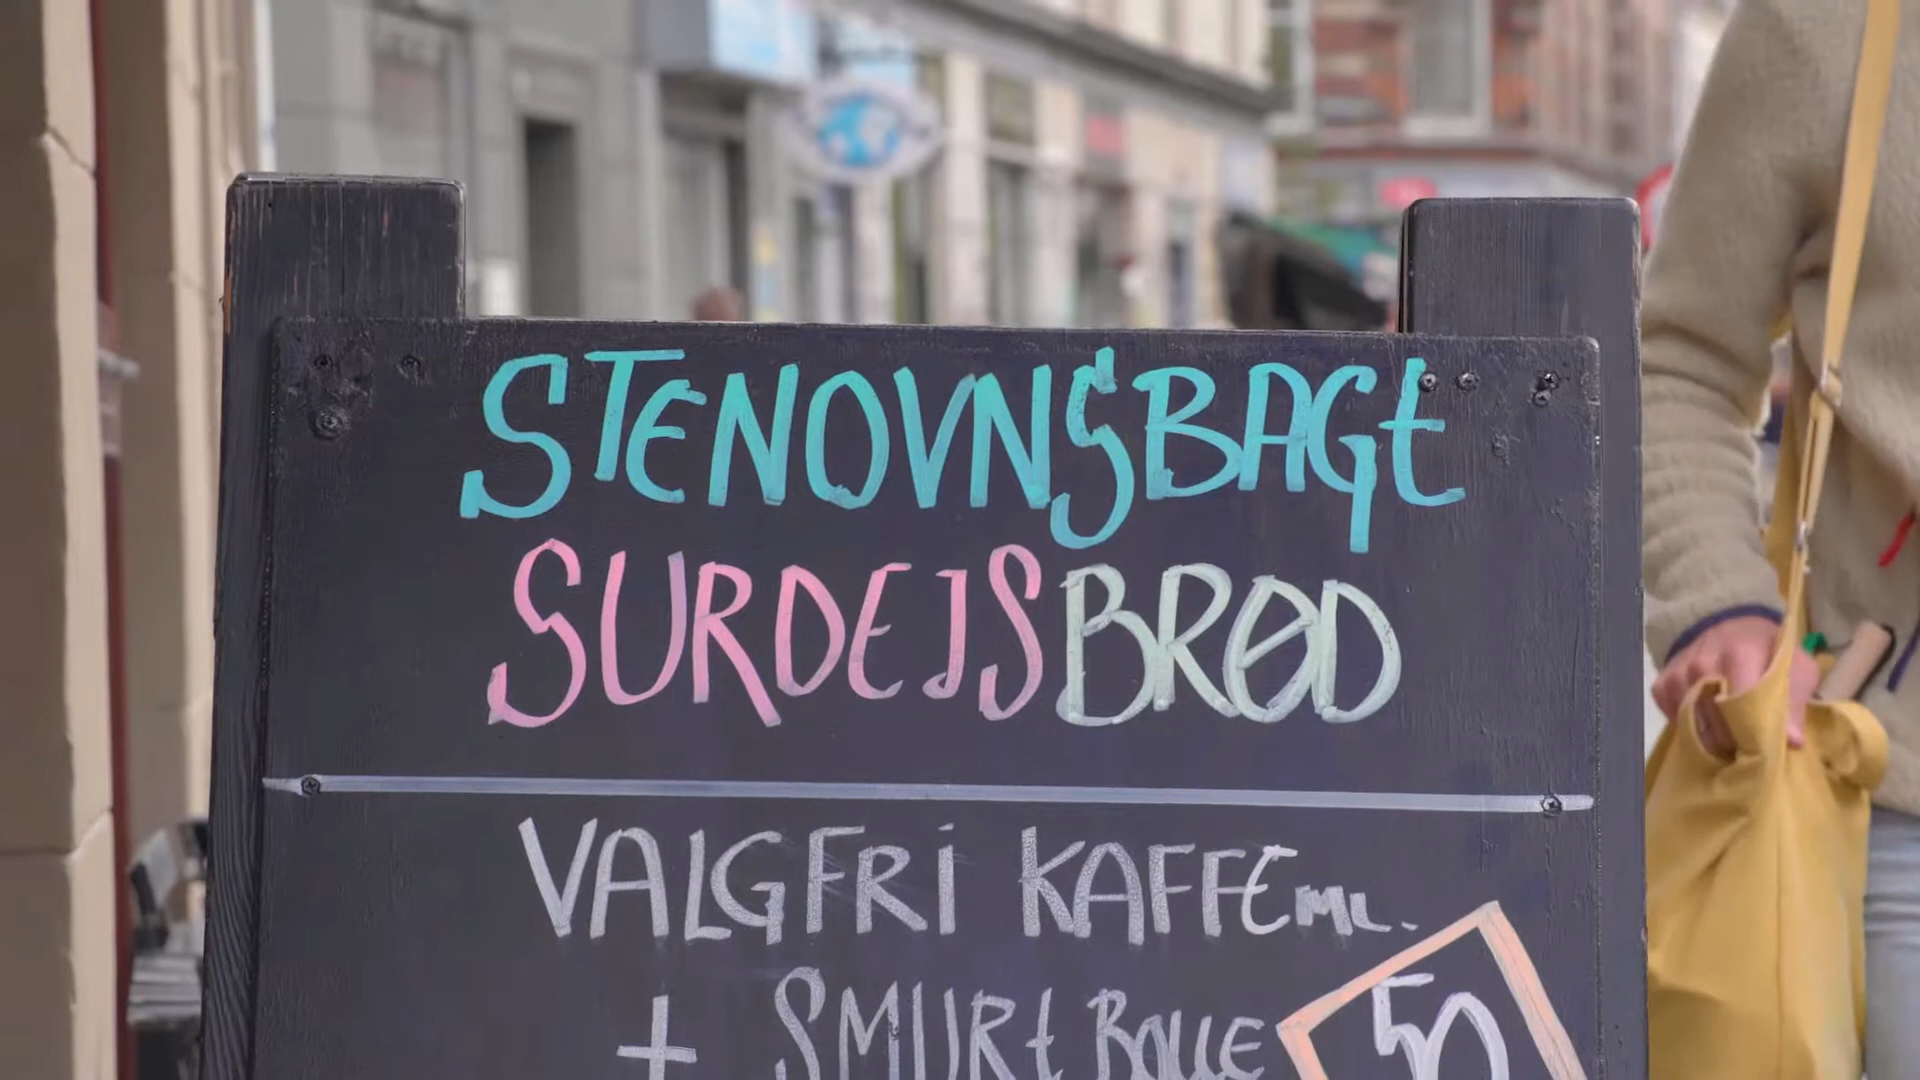 STENOVNSBAGt
SURDEJSBRØD
VALGFRI KAFFE ML.
+ SMURt BOLLE 50